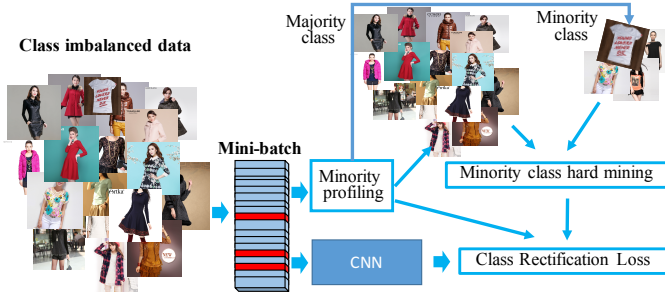 Majority
class
Minority
class
Class imbalanced data
Mini-batch
Minority
profiling
Minority class hard mining
CNN
Class Rectification Loss